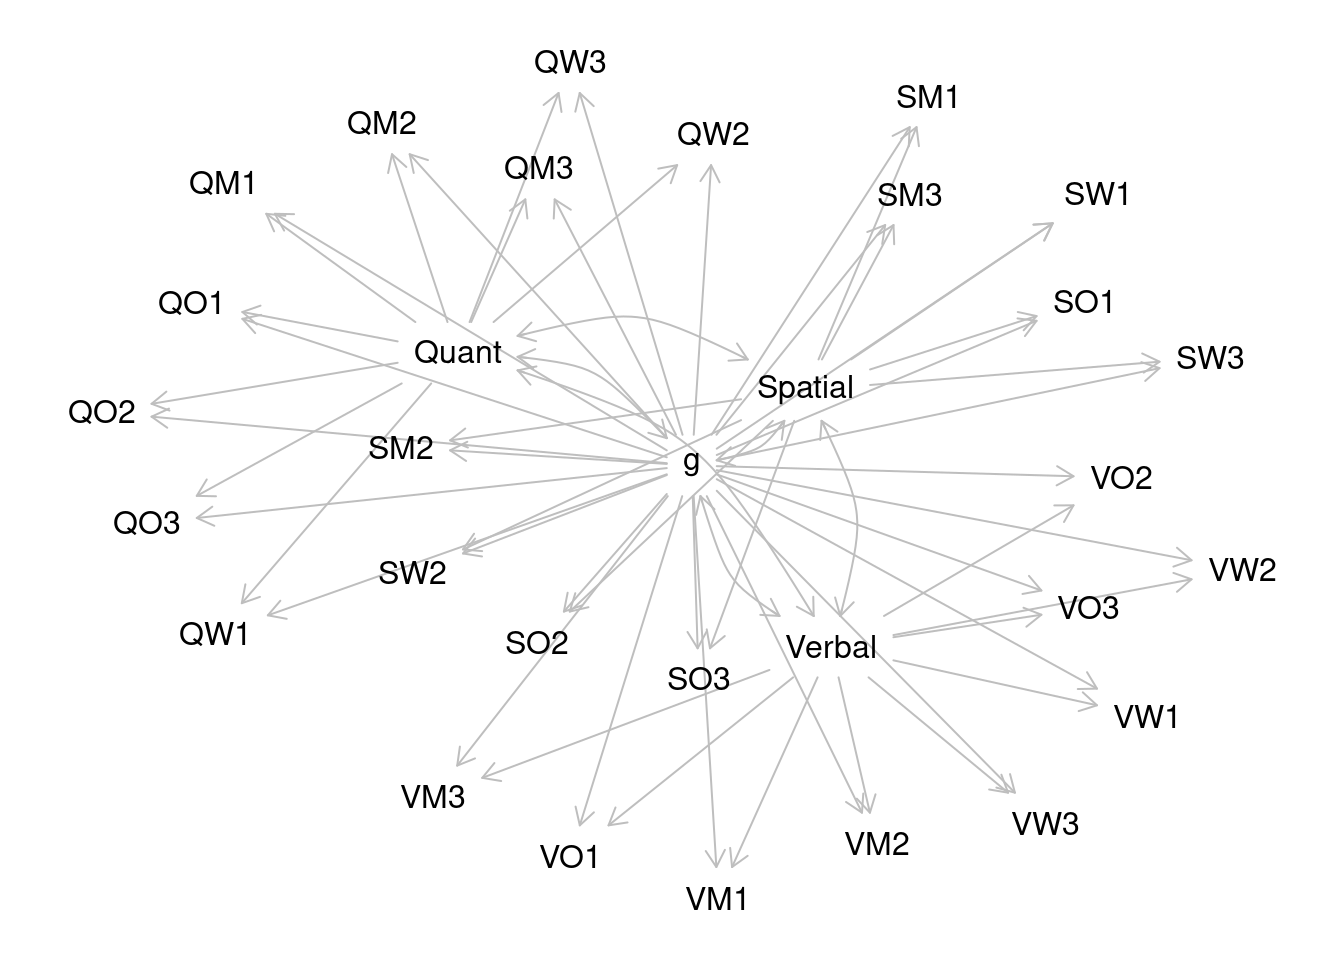 QW3
SM1
QM2
QW2
QM3
QM1
SM3
SW1
QO1
SO1
Quant
SW3
Spatial
QO2
SM2
g
VO2
QO3
SW2
VW2
VO3
QW1
SO2
Verbal
SO3
VW1
VM3
VW3
VM2
VO1
VM1